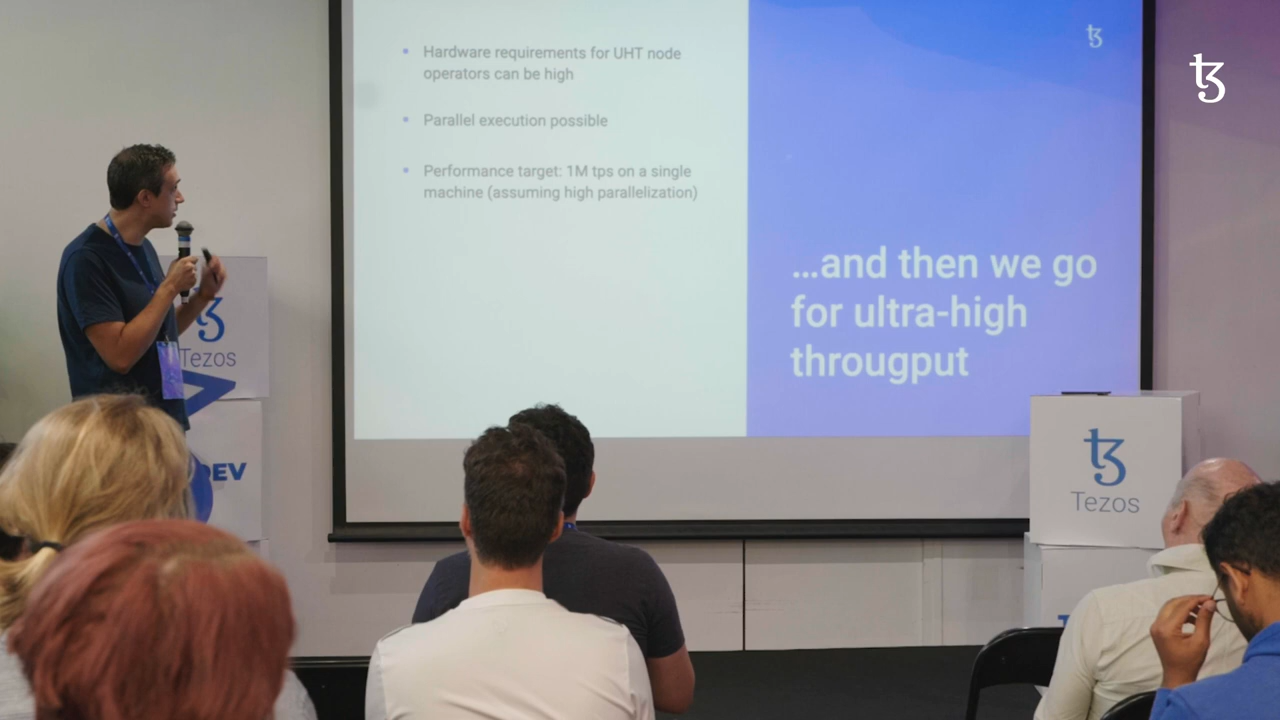 Hardware requirements for UHT node
operators can be high
Parallel execution possible
Performance target: 1M tps on a single
machine (assuming high parallelization)
...and then we go
for ultra-high
througput
Tezos
DEV
Tezos